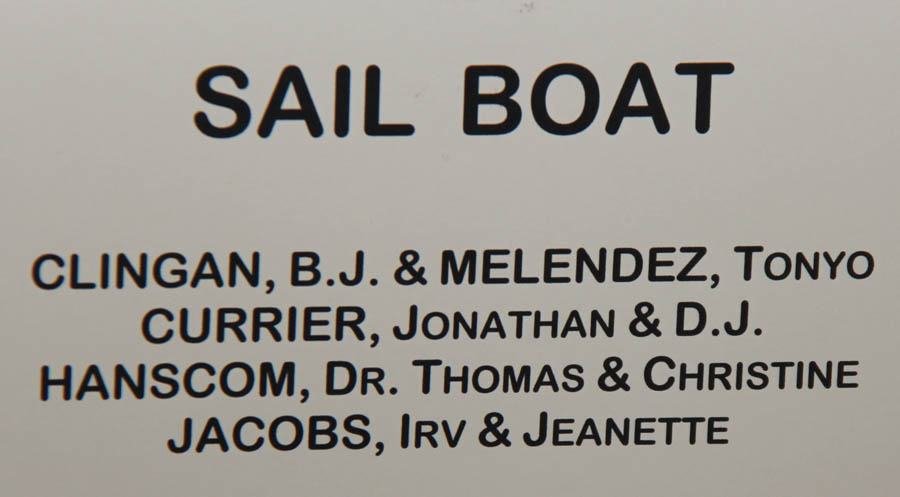 SAIL BOAT
CLINGAN, B.J. & MELENDEZ, TONYO
CURRIER, JONATHAN & D.J.
HANSCOM, DR. THOMAS & CHRISTINE
JACOBS, IRV & JEANETTE